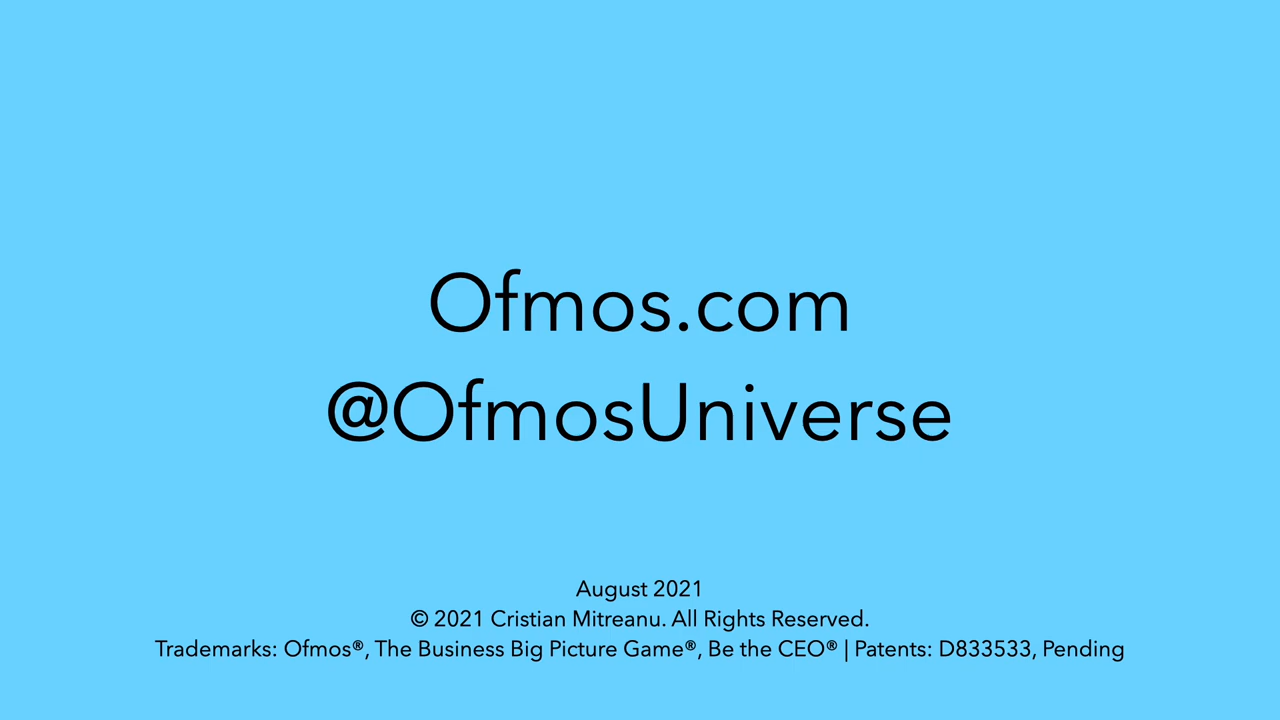 Ofmos.com
@OfmosUniverse
August 2021
© 2021 Cristian Mitreanu. All Rights Reserved.
Trademarks: Ofmos®, The Business Big Picture Game®, Be the CEO® | Patents: D833533, Pending